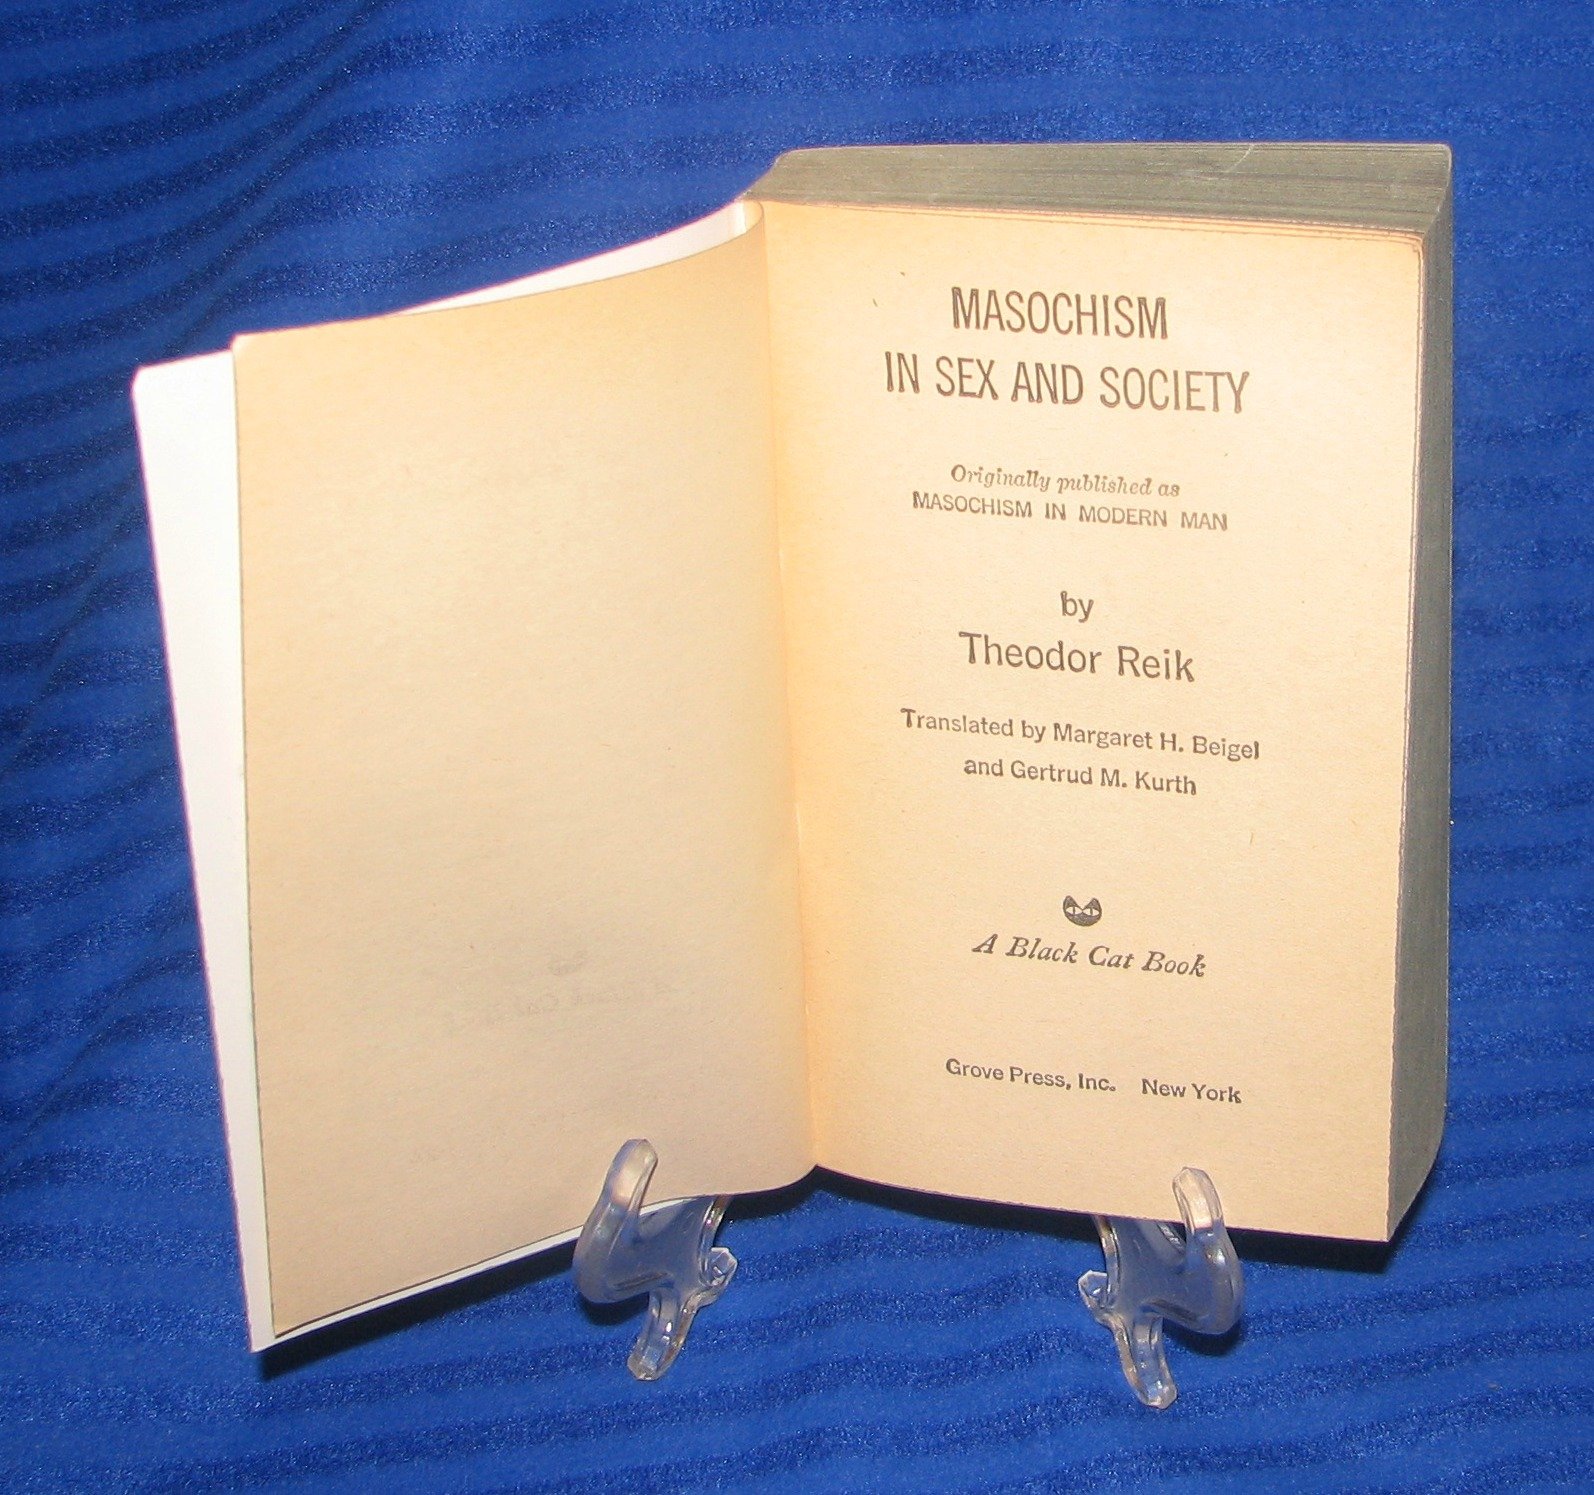 MASOCHISM
IN SEX AND SOCIETY
Originally published as
MASOCHISM IN MODERN MAN
by
Theodor Reik
Translated by Margaret H. Beigel
and Gertrud M. Kurth
A Black Cat Book
Grove Press, Inc. New York